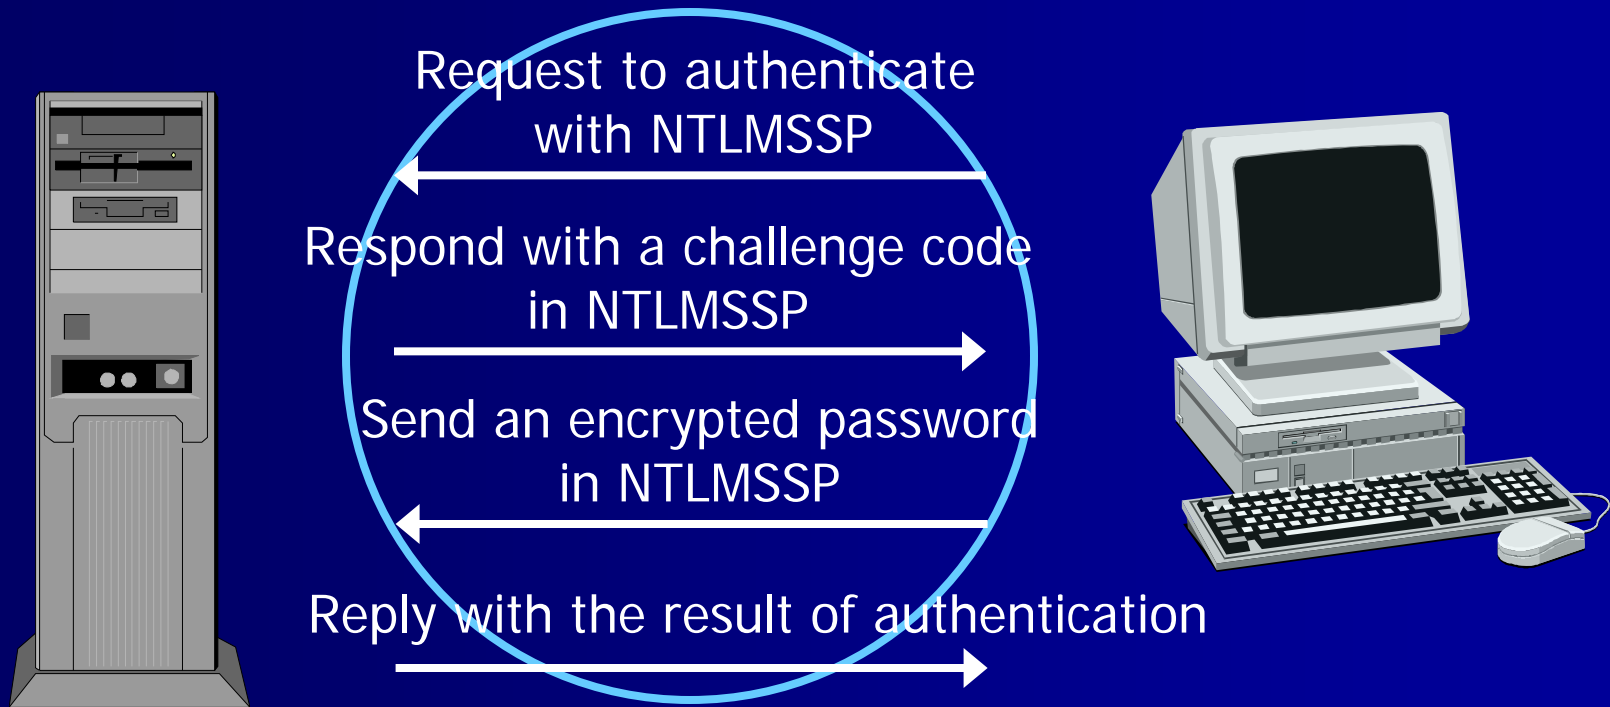 Request to authenticate
with NTLMSSP
Respond with a challenge code
in NTLMSSP
Send an encrypted password
in NTLMSSP
Reply with the result of authentication